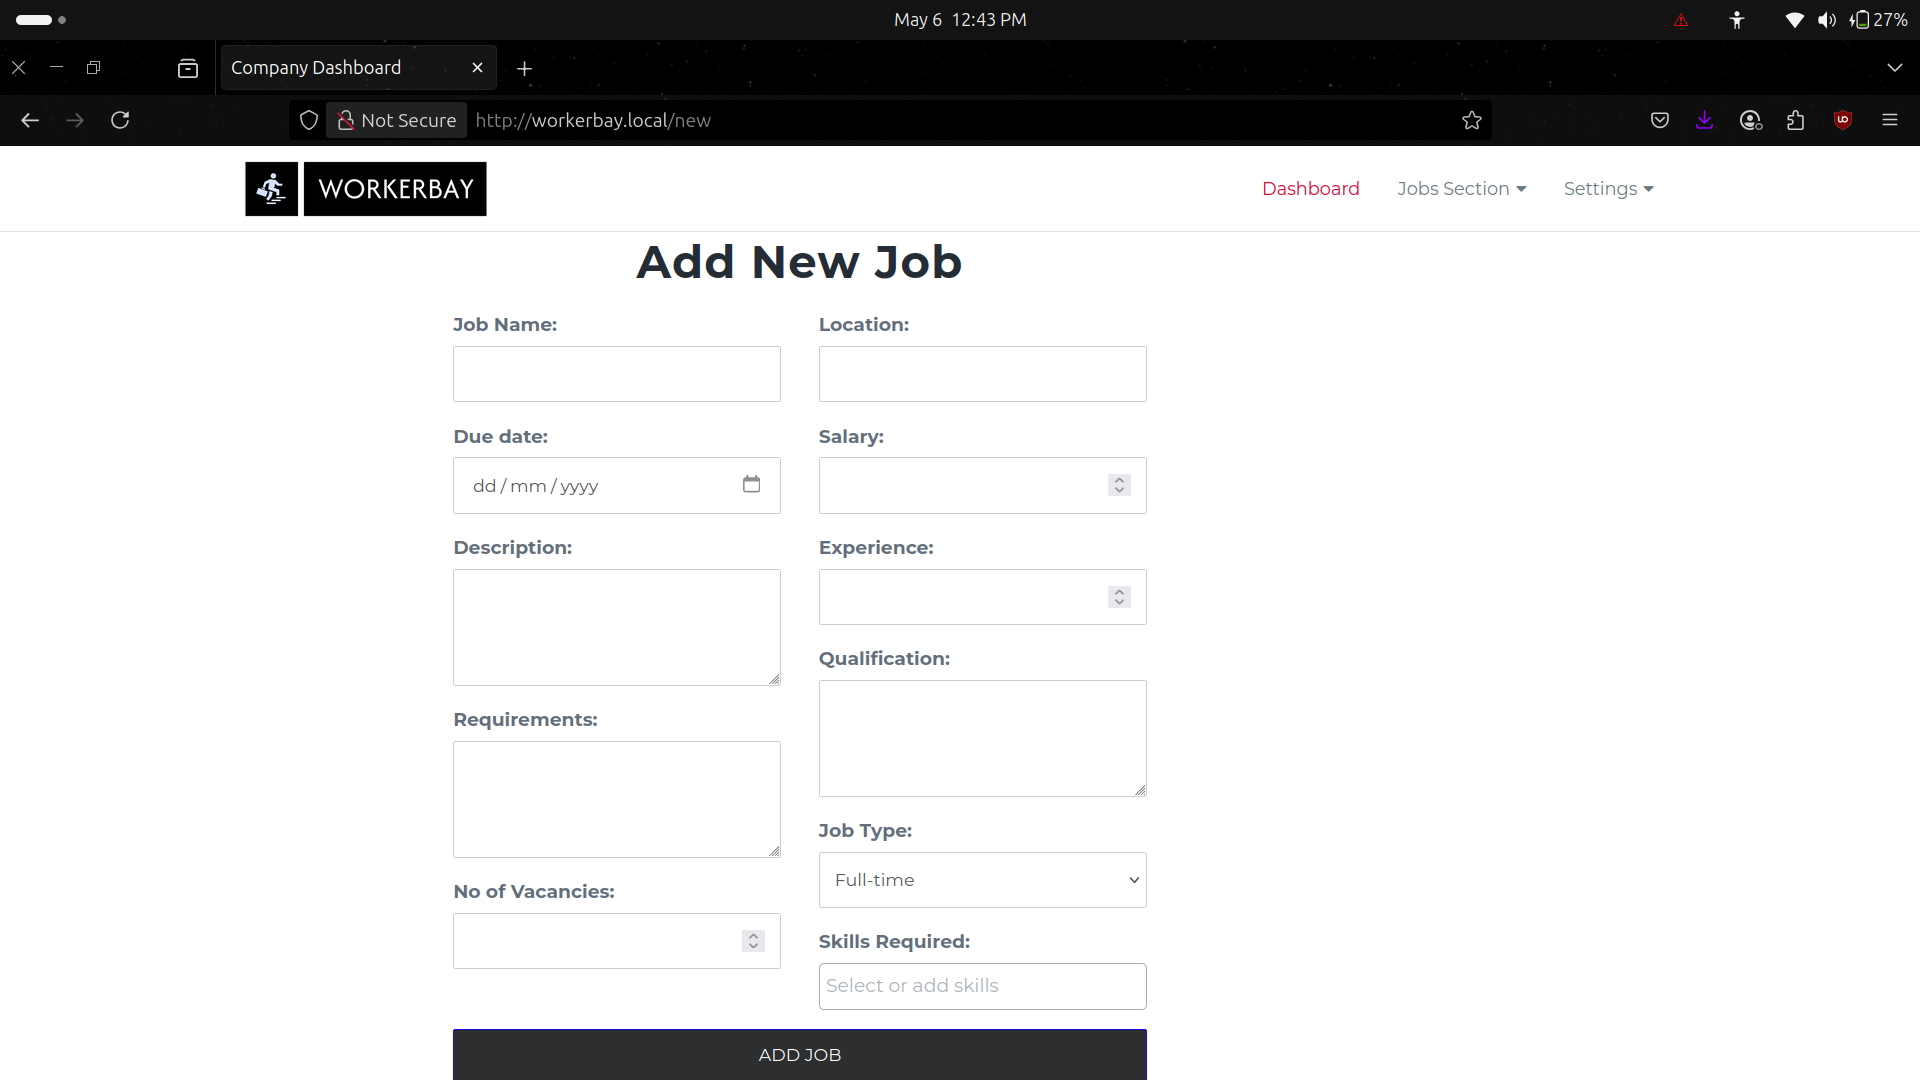 May 6 12:43 PM
27%
Company Dashboard
Not Secure
http://workerbay.local/new
WORKERBAY
Dashboard
Jobs Section
Settings
Add New Job
Job Name:
Location:
Due date:
Salary:
dd / mm / yyyy
Description:
Experience:
Qualification:
Requirements:
Job Type:
Full-time
No of Vacancies:
Skills Required:
Select or add skills
ADD JOB